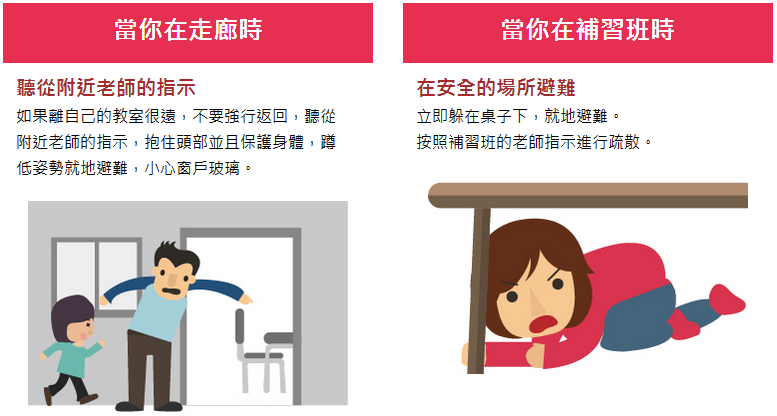 當你在走廊時
聽從附近老師的指示
如果離自己的教室很遠，不要強行返回，聽從
附近老師的指示，抱住頭部並且保護身體，蹲
低姿勢就地避難，小心窗戶玻璃。
當你在補習班時
在安全的場所避難
立即躲在桌子下，就地避難。
按照補習班的老師指示進行疏散。